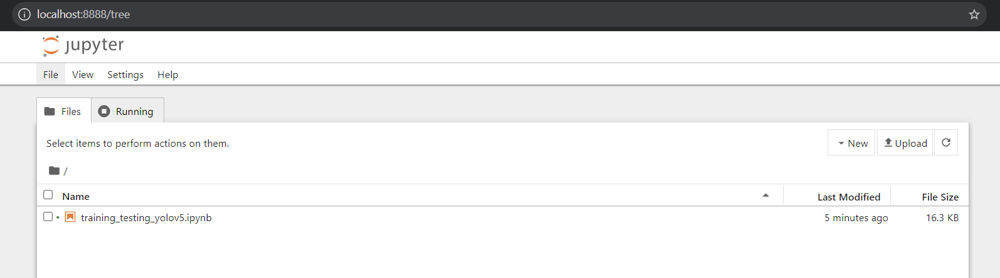 localhost:8888/tree
jupyter
File View Settings Help
Files Running
Select items to perform actions on them.
New Upload
/
Name Last Modified File Size
training_testing_yolov5.ipynb 5 minutes ago 16.3 KB